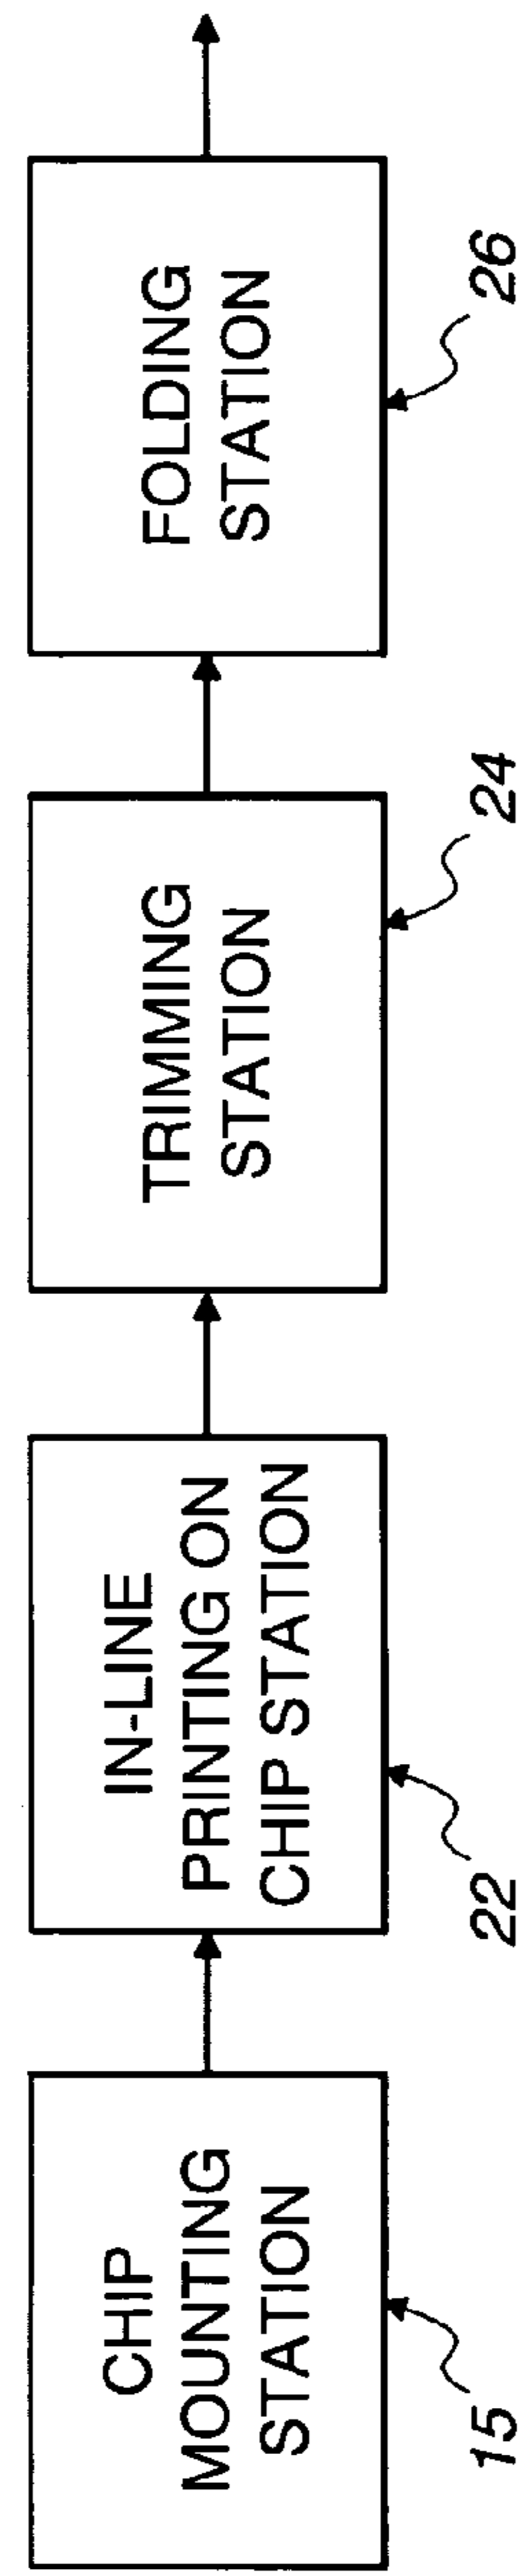 CHIP
MOUNTING
STATION
15
IN-LINE
PRINTING ON
CHIP STATION
22
TRIMMING
STATION
24
FOLDING
STATION
26